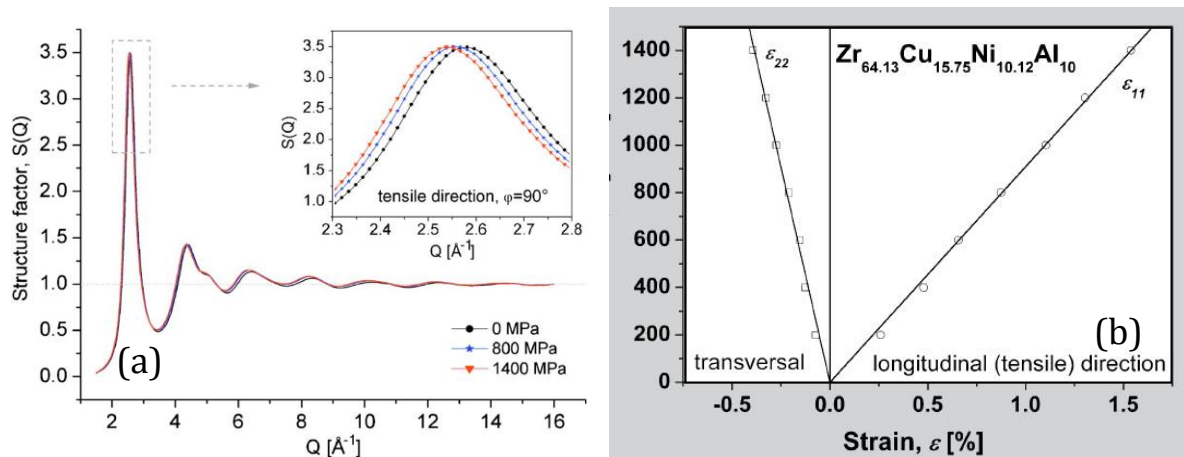 Structure factor, S(Q)
3.5
3.0
2.5
2.0
1.5
1.0
0.5
0.0
(a)
0 MPa
800 MPa
1400 MPa
2 4 6 8 10 12 14 16
Q [Å⁻¹]
S(Q)
3.5
3.0
2.5
2.0
1.5
1.0
tensile direction, φ=90°
2.3 2.4 2.5 2.6 2.7 2.8
Q [Å⁻¹]
1400
1200
1000
800
600
400
200
0
ε₂₂
Zr₆₄.₁₃Cu₁₅.₇₅Ni₁₀.₁₂Al₁₀
ε₁₁
(b)
transversal
longitudinal (tensile) direction
-0.5 0.0 0.5 1.0 1.5
Strain, ε [%]